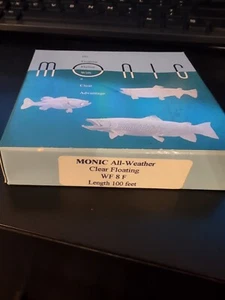 MONIC
Clear
Advantage
MONIC All-Weather
Clear Floating
WF 8 F
Length 100 feet